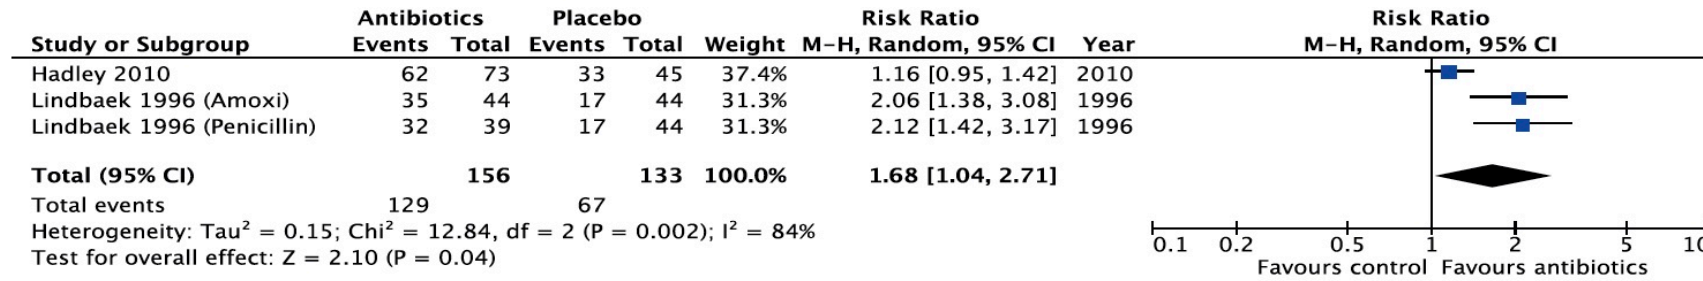 Antibiotics Placebo Risk Ratio Risk Ratio
Study or Subgroup Events Total Events Total Weight M-H, Random, 95% CI Year M-H, Random, 95% CI
Hadley 2010 62 73 33 45 37.4% 1.16 [0.95, 1.42] 2010
Lindbaek 1996 (Amoxi) 35 44 17 44 31.3% 2.06 [1.38, 3.08] 1996
Lindbaek 1996 (Penicillin) 32 39 17 44 31.3% 2.12 [1.42, 3.17] 1996
Total (95% CI) 156 133 100.0% 1.68 [1.04, 2.71]
Total events 129 67
Heterogeneity: Tau² = 0.15; Chi² = 12.84, df = 2 (P = 0.002); I² = 84%
Test for overall effect: Z = 2.10 (P = 0.04)
0.1 0.2 0.5 1 2 5 10
Favours control Favours antibiotics